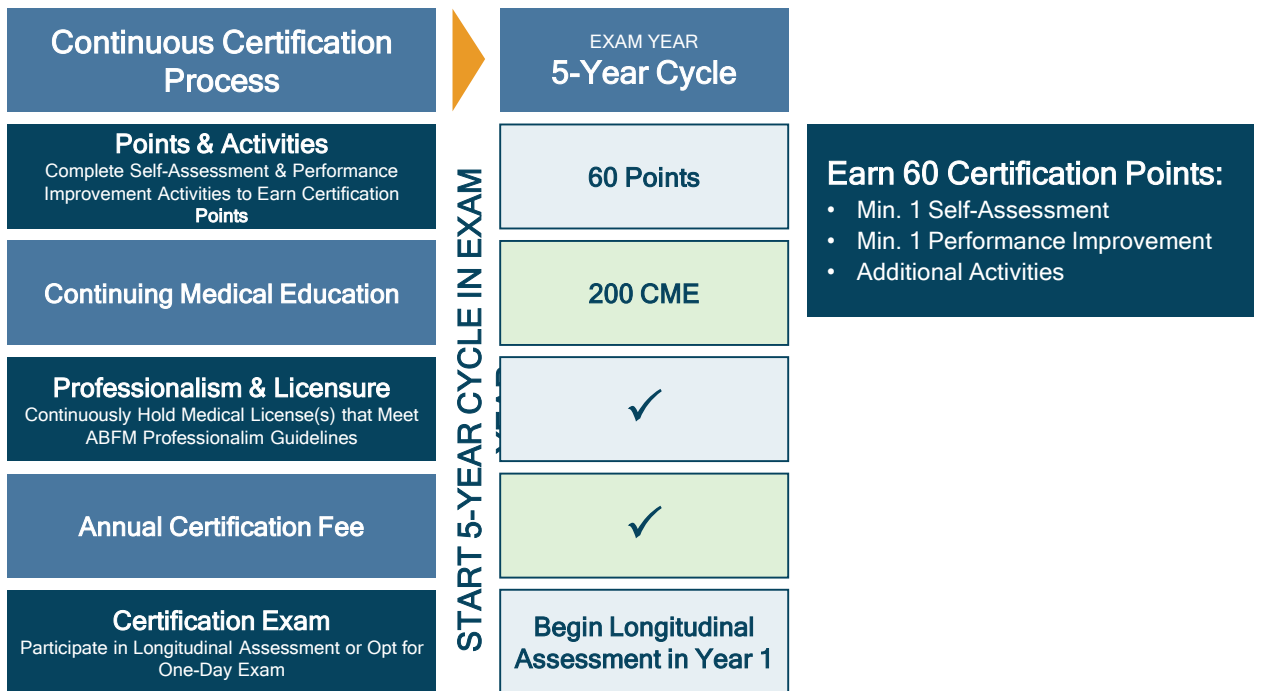 Continuous Certification
Process
EXAM YEAR
5-Year Cycle
Points & Activities
Complete Self-Assessment & Performance
Improvement Activities to Earn Certification
Points
60 Points
Earn 60 Certification Points:
• Min. 1 Self-Assessment
• Min. 1 Performance Improvement
• Additional Activities
START 5-YEAR CYCLE IN EXAM
Continuing Medical Education
200 CME
Professionalism & Licensure
Continuously Hold Medical License(s) that Meet
ABFM Professionalim Guidelines
✓
Annual Certification Fee
✓
Certification Exam
Participate in Longitudinal Assessment or Opt for
One-Day Exam
Begin Longitudinal
Assessment in Year 1